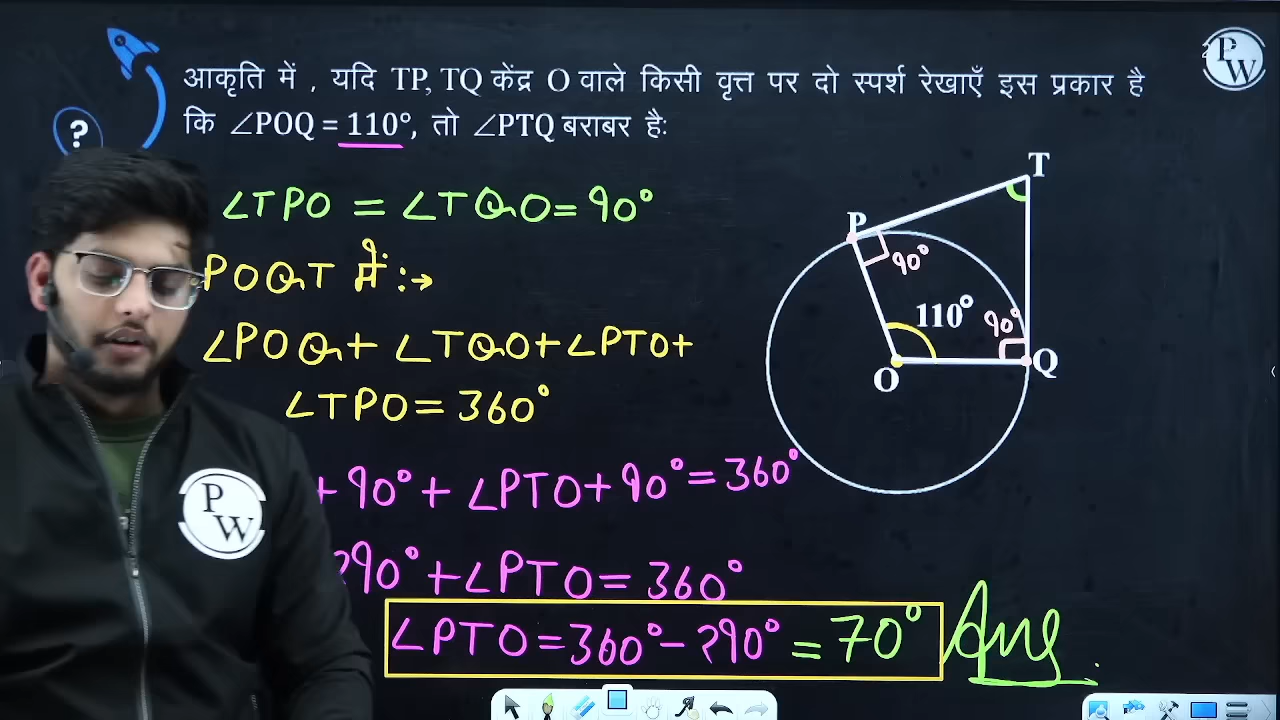 आकृति में , यदि TP, TQ केंद्र O वाले किसी वृत्त पर दो स्पर्श रेखाएँ इस प्रकार है
कि ∠POQ = 110°, तो ∠PTQ बराबर हैः
?
PW
∠TPO = ∠TQO = 90°
POQT में :→
∠POQ + ∠TQO + ∠PTO +
∠TPO = 360°
+ 90° + ∠PTO + 90° = 360°
290° + ∠PTO = 360°
∠PTO = 360° - 290° = 70° Ans
T
P
90°
110°
90°
O
Q
PW